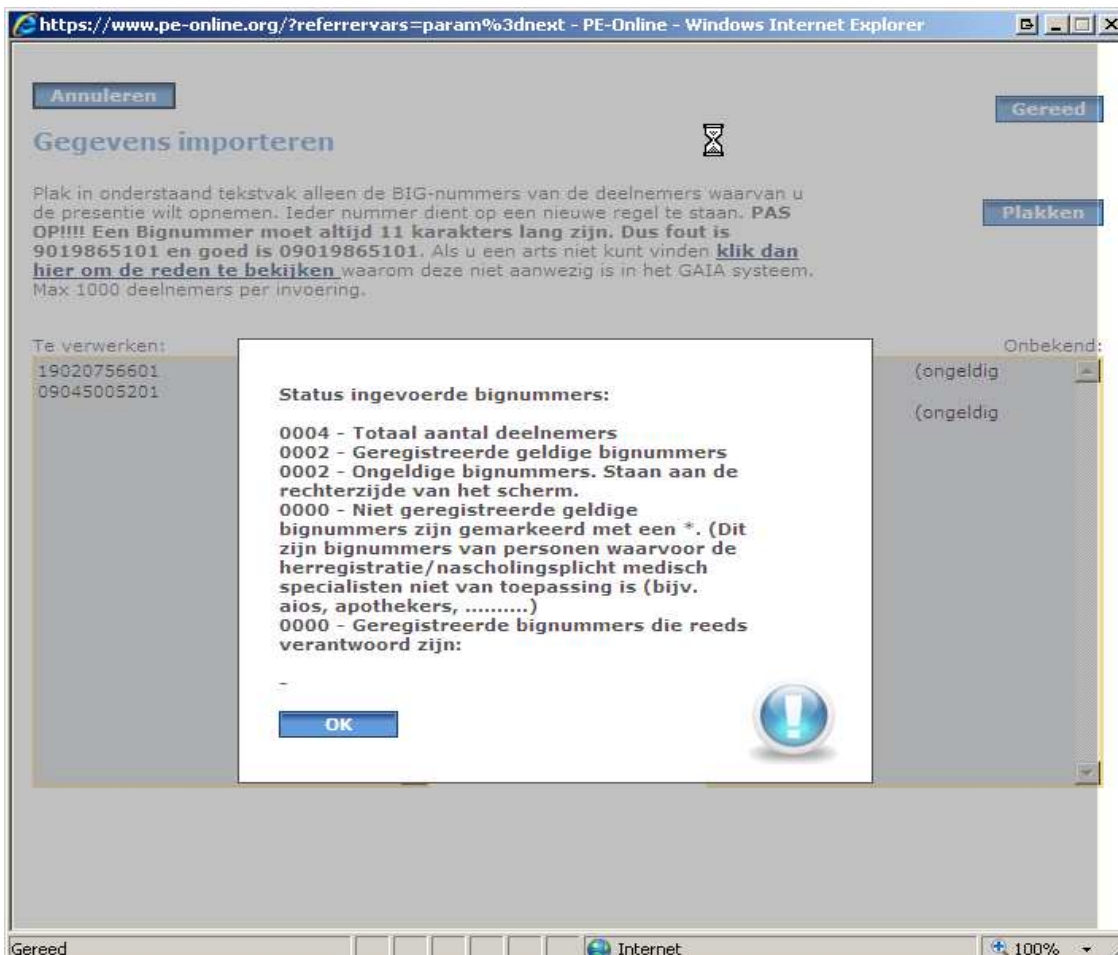 https://www.pe-online.org/?referrervars=param%3dnext - PE-Online - Windows Internet Explorer
Annuleren
Gereed
Gegevens importeren
Plak in onderstaand tekstvak alleen de BIG-nummers van de deelnemers waarvan u
de presentie wilt opnemen. Ieder nummer dient op een nieuwe regel te staan. PAS
OP!!!! Een Bignummer moet altijd 11 karakters lang zijn. Dus fout is
9019865101 en goed is 09019865101. Als u een arts niet kunt vinden klik dan
hier om de reden te bekijken waarom deze niet aanwezig is in het GAIA systeem.
Max 1000 deelnemers per invoering.
Plakken
Te verwerken:
Onbekend:
19020756601
09045005201
(ongeldig
(ongeldig
Status ingevoerde bignummers:
0004 - Totaal aantal deelnemers
0002 - Geregistreerde geldige bignummers
0002 - Ongeldige bignummers. Staan aan de
rechterzijde van het scherm.
0000 - Niet geregistreerde geldige
bignummers zijn gemarkeerd met een *. (Dit
zijn bignummers van personen waarvoor de
herregistratie/nascholingsplicht medisch
specialisten niet van toepassing is (bijv.
aios, apothekers, ..........)
0000 - Geregistreerde bignummers die reeds
verantwoord zijn:
-
OK
Gereed
Internet
100%